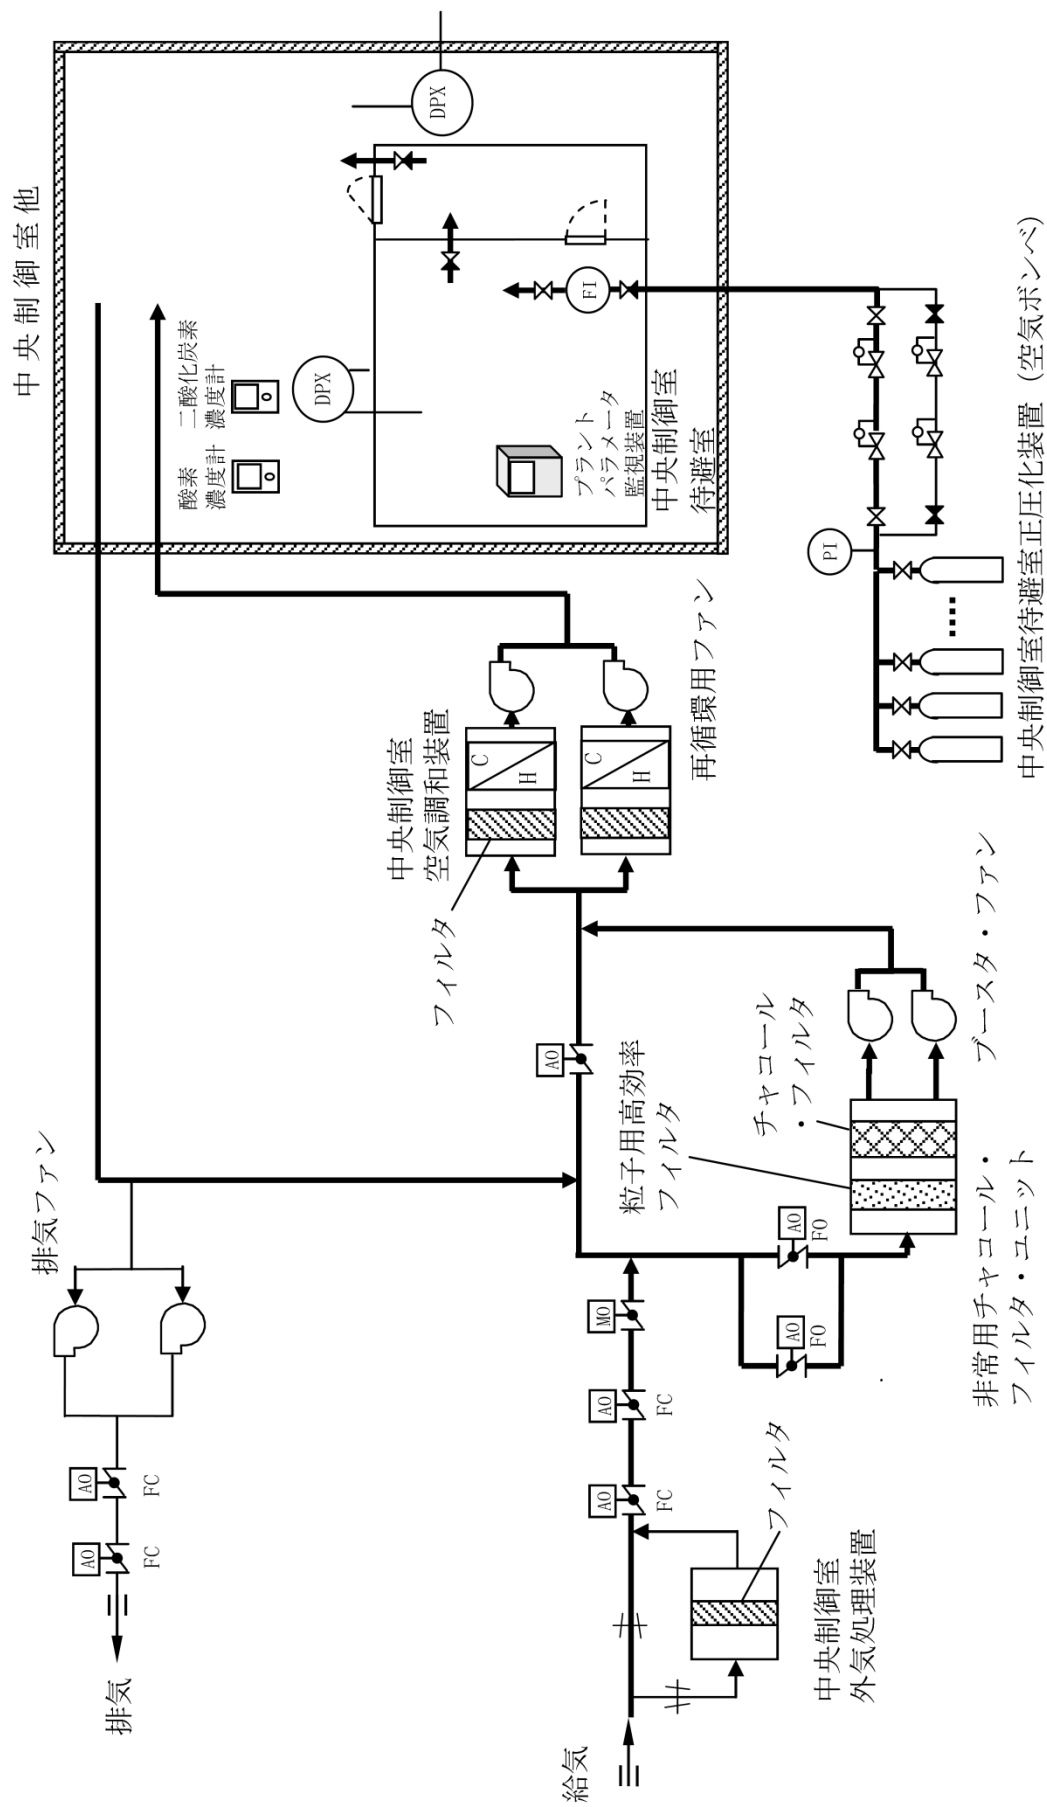 中央制御室他
酸素
濃度計
二酸化炭素
濃度計
DPX
DPX
プラント
パラメータ
監視装置
中央制御室
待避室
FI
PI
中央制御室待避室正圧化装置 (空気ボンベ)
排気ファン
AO
FC
AO
FC
排気
中央制御室
空気調和装置
フィルタ
C
H
C
H
再循環用ファン
AO
粒子用高効率
フィルタ
チャコール
・フィルタ
ブースタ・ファン
AO
FO
AO
FO
非常用チャコール・
フィルタ・ユニット
MO
AO
FC
AO
FC
フィルタ
中央制御室
外気処理装置
給気